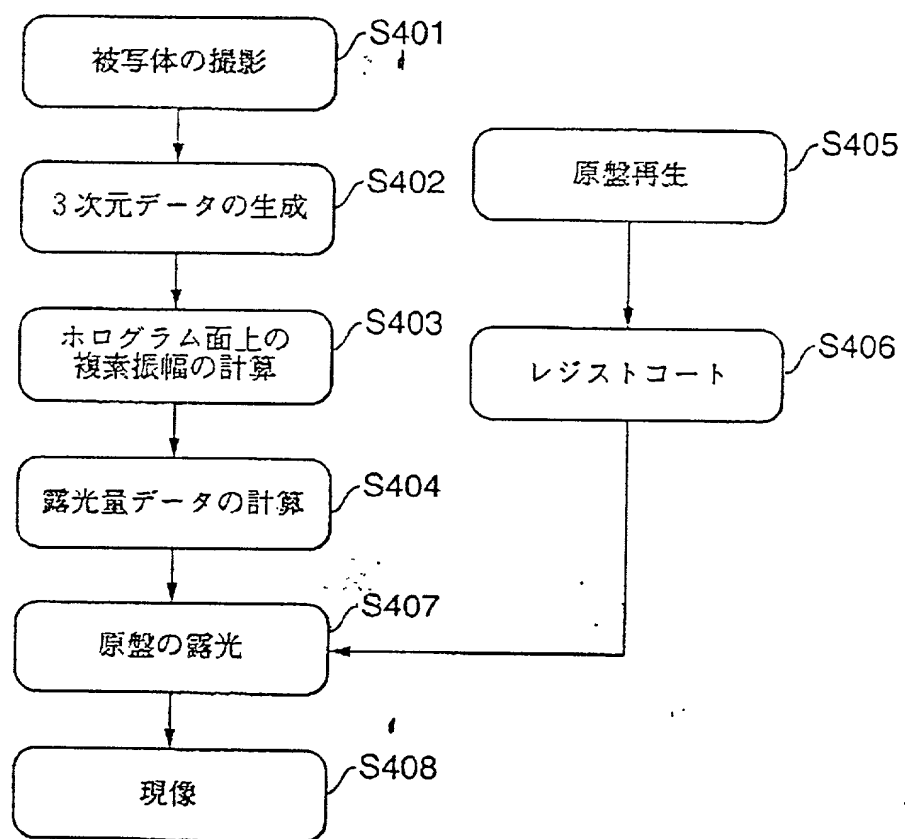 被写体の撮影
S401
3次元データの生成
S402
ホログラム面上の
複素振幅の計算
S403
露光量データの計算
S404
原盤再生
S405
レジストコート
S406
原盤の露光
S407
現像
S408